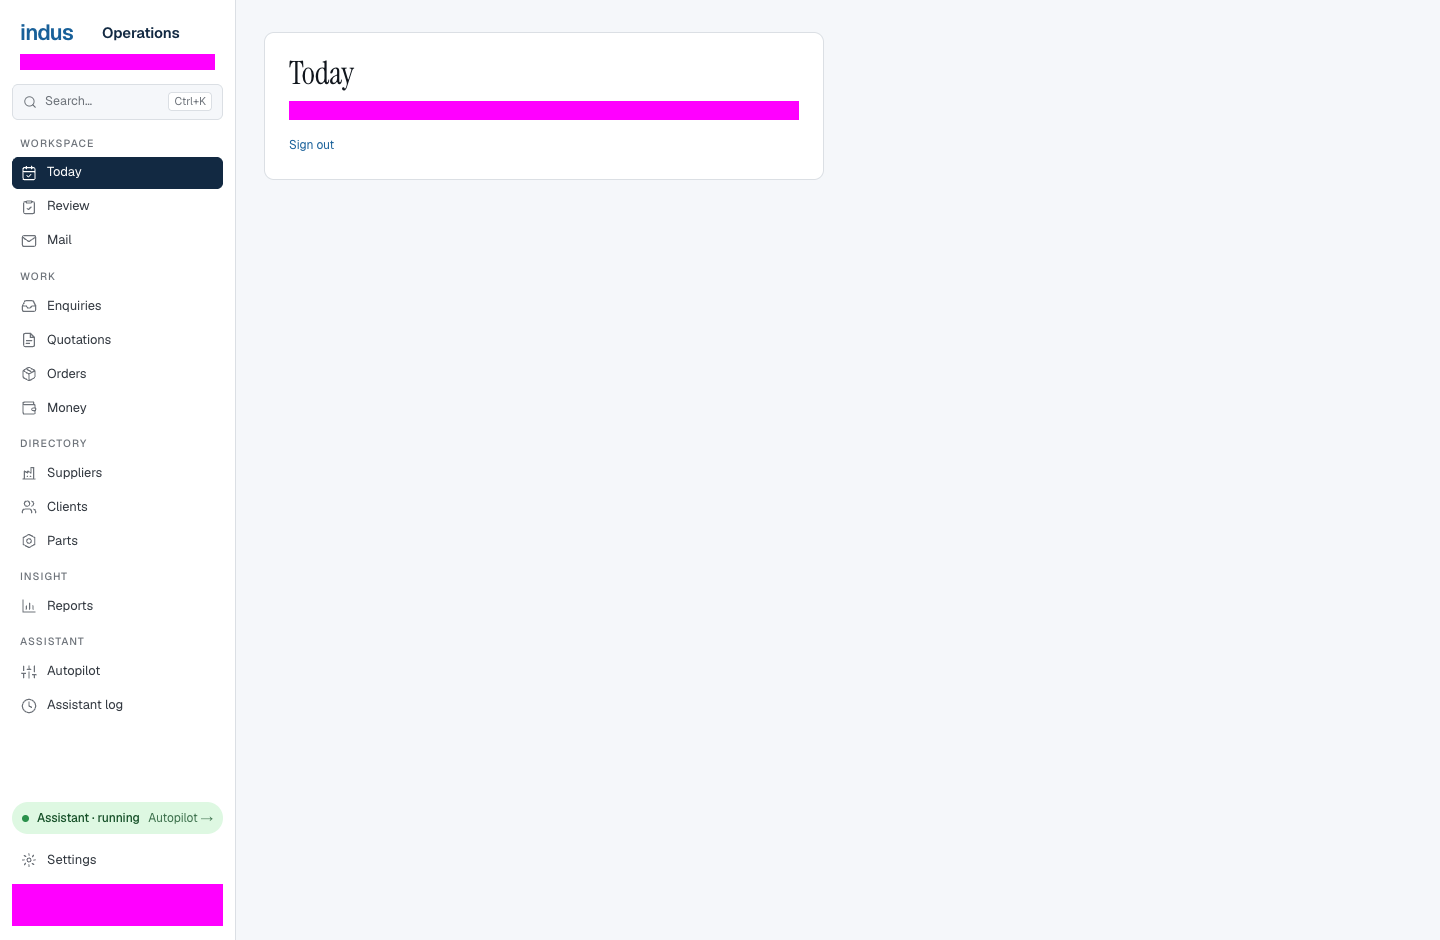 indus Operations
Search... Ctrl+K
WORKSPACE
Today
Review
Mail
WORK
Enquiries
Quotations
Orders
Money
DIRECTORY
Suppliers
Clients
Parts
INSIGHT
Reports
ASSISTANT
Autopilot
Assistant log
Assistant · running Autopilot →
Settings
Today
Sign out